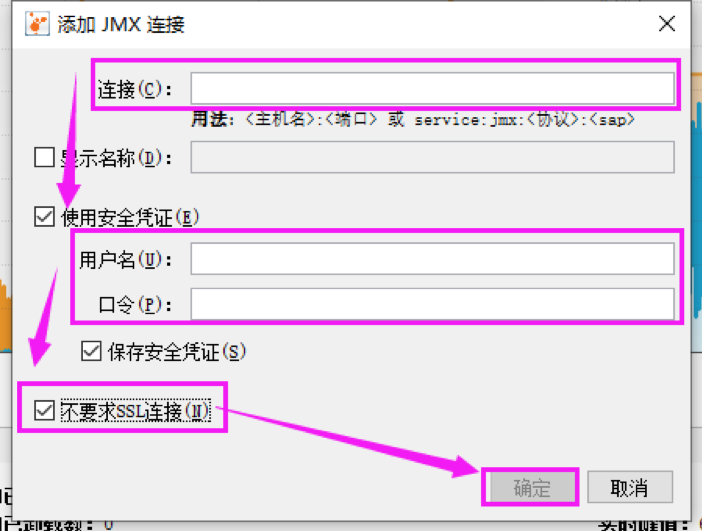 添加 JMX 连接
连接(C):
用法: <主机名>:<端口> 或 service:jmx:<协议>:<sap>
显示名称(D):
使用安全凭证(E)
用户名(U):
口令(P):
保存安全凭证(S)
不要求SSL连接(N)
确定
取消